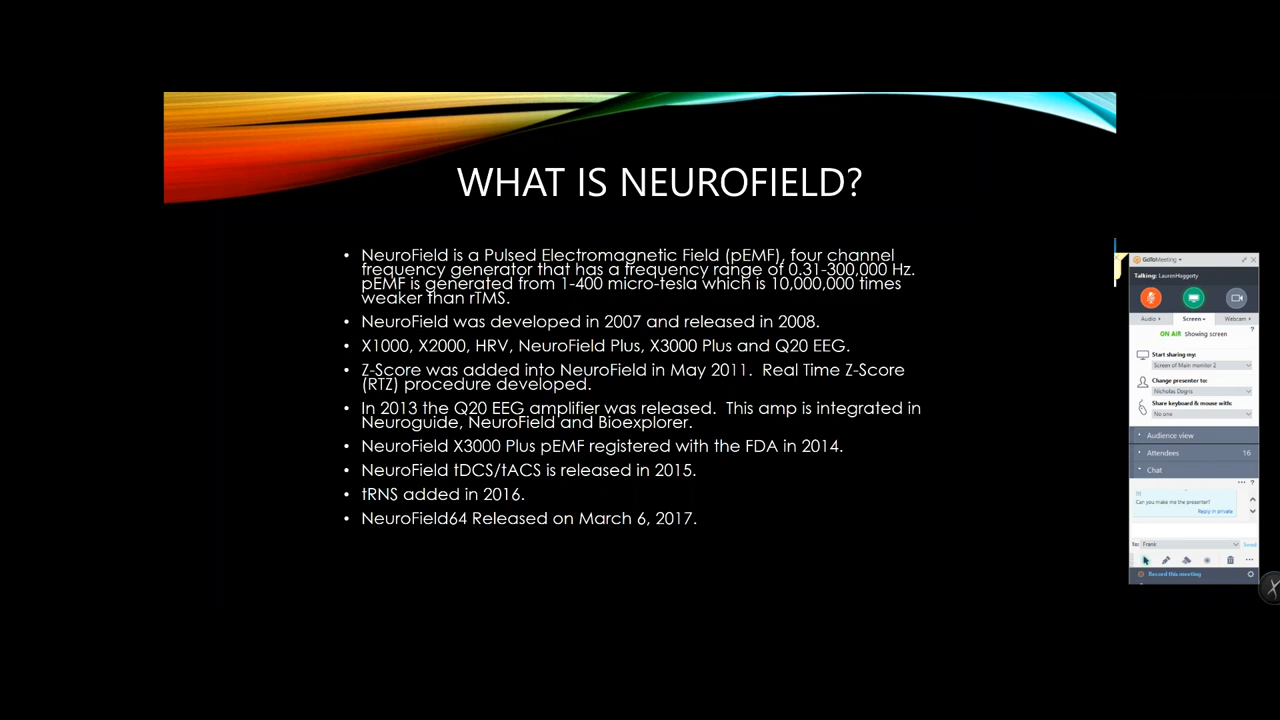 WHAT IS NEUROFIELD?
• NeuroField is a Pulsed Electromagnetic Field (pEMF), four channel
frequency generator that has a frequency range of 0.31-300,000 Hz.
pEMF is generated from 1-400 micro-tesla which is 10,000,000 times
weaker than rTMS.
• NeuroField was developed in 2007 and released in 2008.
• X1000, X2000, HRV, NeuroField Plus, X3000 Plus and Q20 EEG.
• Z-Score was added into NeuroField in May 2011. Real Time Z-Score
(RTZ) procedure developed.
• In 2013 the Q20 EEG amplifier was released. This amp is integrated in
Neuroguide, NeuroField and Bioexplorer.
• NeuroField X3000 Plus pEMF registered with the FDA in 2014.
• NeuroField tDCS/tACS is released in 2015.
• tRNS added in 2016.
• NeuroField64 Released on March 6, 2017.
GoToMeeting
Talking: LaurenHaggerty
Audio Screen Webcam
ON AIR Showing screen
?
Start sharing my:
Screen of Main monitor 2
Change presenter to:
Nicholas Dogris
Share keyboard & mouse with:
No one
Audience view
Attendees 16
Chat
... ?
Can you make me the presenter?
Reply in private
To: Frank
Send
Record this meeting